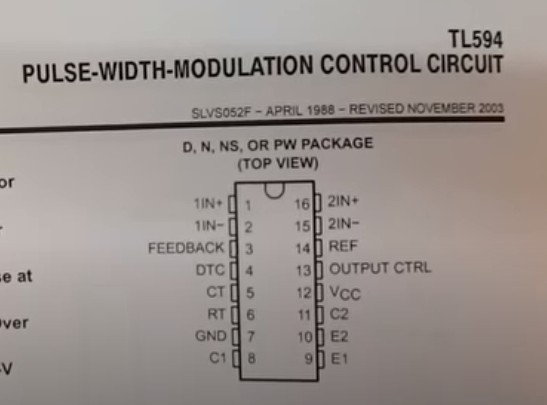 TL594
PULSE-WIDTH-MODULATION CONTROL CIRCUIT
SLVS052F – APRIL 1988 – REVISED NOVEMBER 2003
D, N, NS, OR PW PACKAGE
(TOP VIEW)
or
1IN+ 1 16 2IN+
1IN– 2 15 2IN–
FEEDBACK 3 14 REF
e at
DTC 4 13 OUTPUT CTRL
CT 5 12 VCC
RT 6 11 C2
ver
GND 7 10 E2
C1 8 9 E1
V